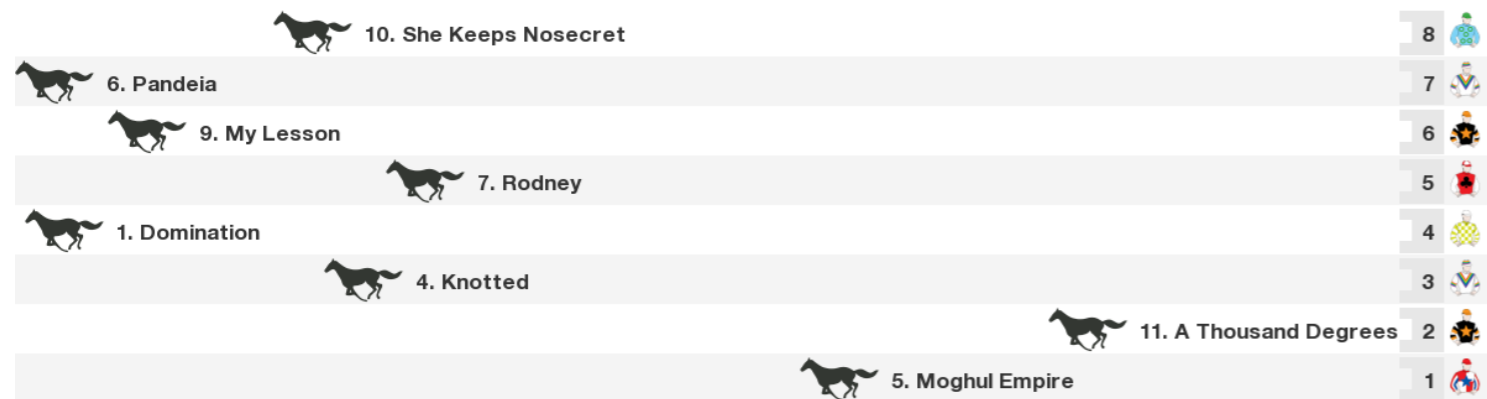 10. She Keeps Nosecret 8
6. Pandeia 7
9. My Lesson 6
7. Rodney 5
1. Domination 4
4. Knotted 3
11. A Thousand Degrees 2
5. Moghul Empire 1